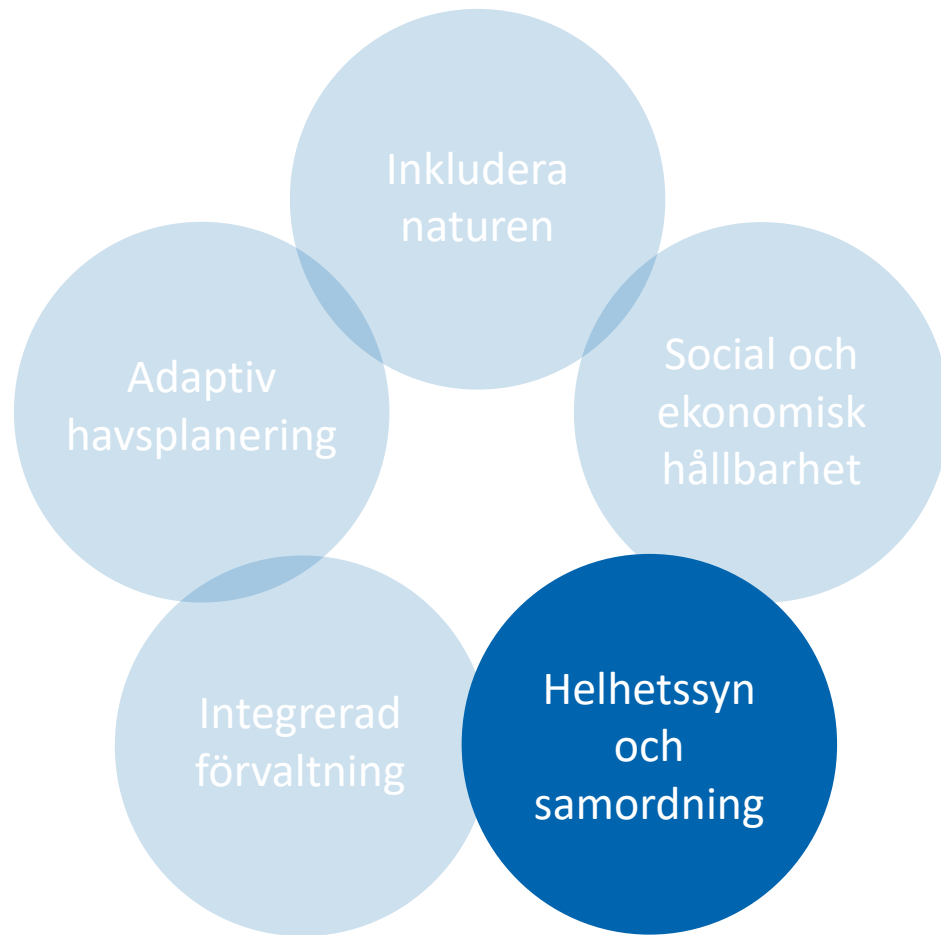 Inkludera
naturen
Social och
ekonomisk
hållbarhet
Helhetssyn
och
samordning
Integrerad
förvaltning
Adaptiv
havsplanering